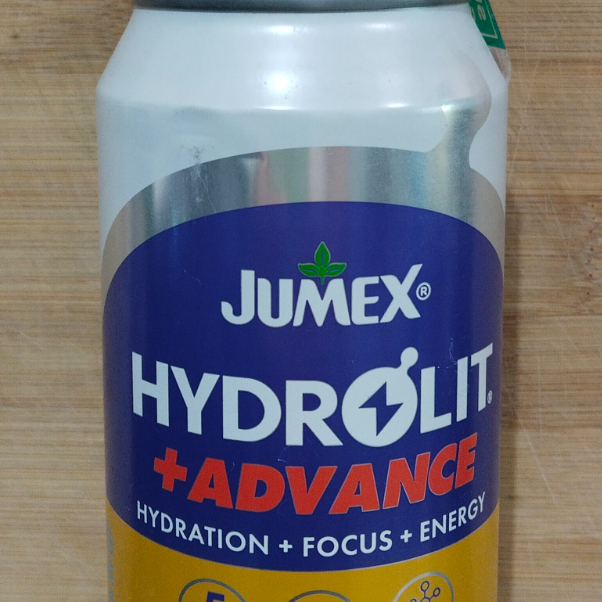 JUMEX®
HYDROLIT®
+ADVANCE
HYDRATION + FOCUS + ENERGY